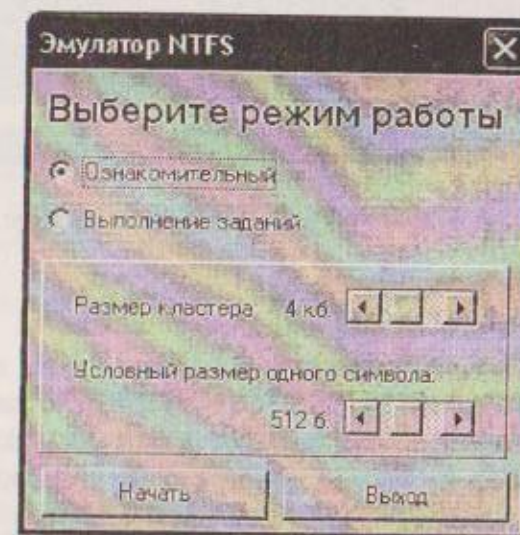 Эмулятор NTFS
Выберите режим работы
Ознакомительный
Выполнение заданий
Размер кластера 4 кб
Условный размер одного символа:
512 б
Начать Выход